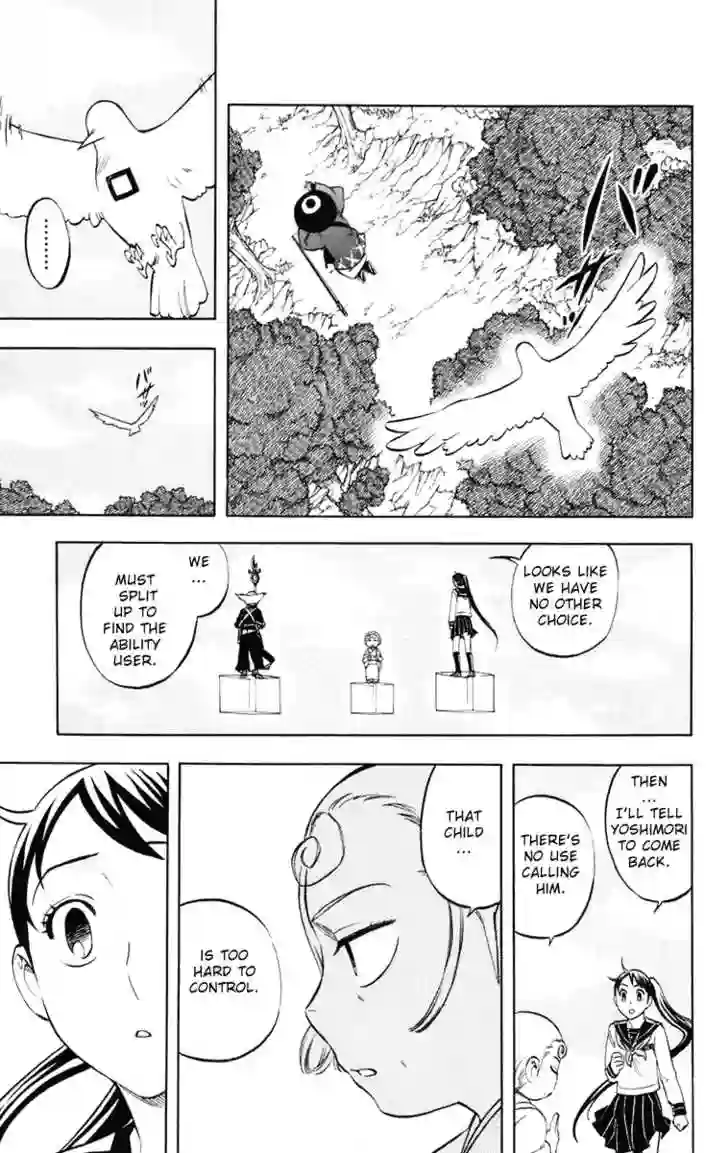 .........
LOOKS LIKE
WE HAVE
NO OTHER
CHOICE.
WE
...
MUST
SPLIT
UP TO
FIND THE
ABILITY
USER.
THEN
...
I'LL TELL
YOSHIMORI
TO COME
BACK.
THERE'S
NO USE
CALLING
HIM.
THAT
CHILD
...
IS TOO
HARD TO
CONTROL.